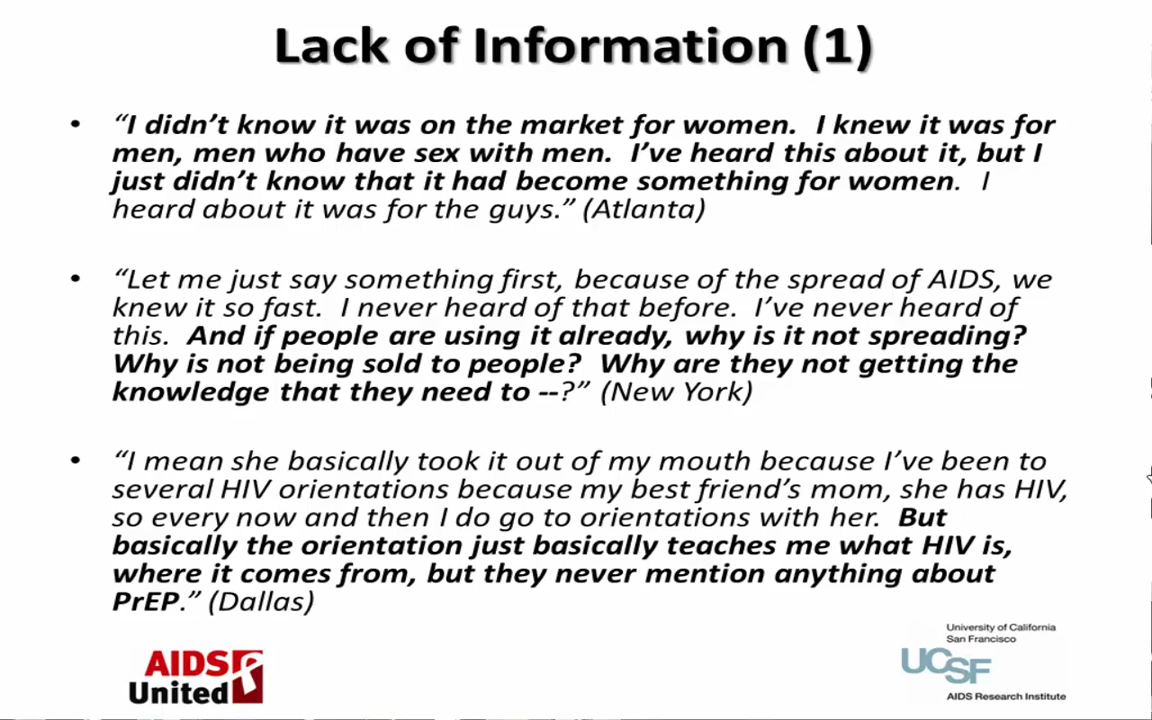 Lack of Information (1)
• “I didn’t know it was on the market for women.  I knew it was for
men, men who have sex with men.  I’ve heard this about it, but I
just didn’t know that it had become something for women.  I
heard about it was for the guys.” (Atlanta)
• “Let me just say something first, because of the spread of AIDS, we
knew it so fast.  I never heard of that before.  I’ve never heard of
this.  And if people are using it already, why is it not spreading?
Why is not being sold to people?  Why are they not getting the
knowledge that they need to --?” (New York)
• “I mean she basically took it out of my mouth because I’ve been to
several HIV orientations because my best friend’s mom, she has HIV,
so every now and then I do go to orientations with her.  But
basically the orientation just basically teaches me what HIV is,
where it comes from, but they never mention anything about
PrEP.” (Dallas)
AIDS
United
University of California
San Francisco
UCSF
AIDS Research Institute